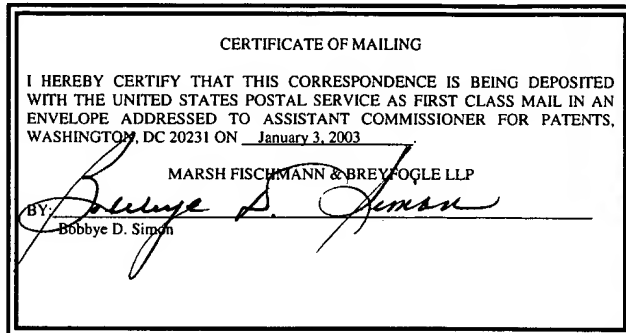 CERTIFICATE OF MAILING
I HEREBY CERTIFY THAT THIS CORRESPONDENCE IS BEING DEPOSITED
WITH THE UNITED STATES POSTAL SERVICE AS FIRST CLASS MAIL IN AN
ENVELOPE ADDRESSED TO ASSISTANT COMMISSIONER FOR PATENTS,
WASHINGTON, DC 20231 ON January 3, 2003
MARSH FISCHMANN & BREYFOGLE LLP
BY: Bobbye D. Simon
Bobbye D. Simon